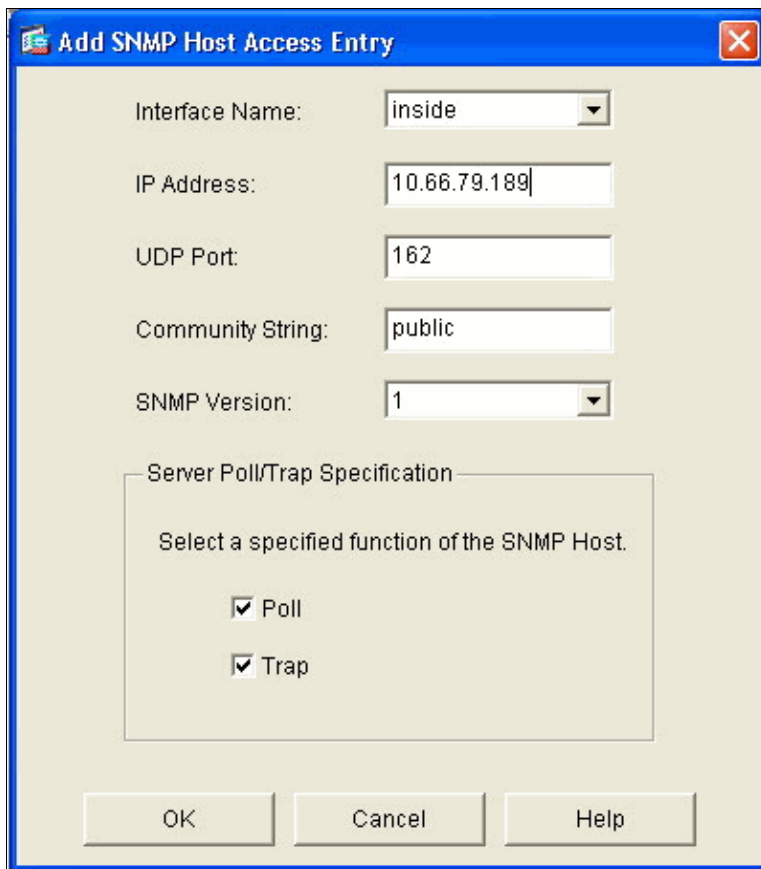 Add SNMP Host Access Entry
Interface Name: inside
IP Address: 10.66.79.189
UDP Port: 162
Community String: public
SNMP Version: 1
Server Poll/Trap Specification
Select a specified function of the SNMP Host.
Poll
Trap
OK Cancel Help